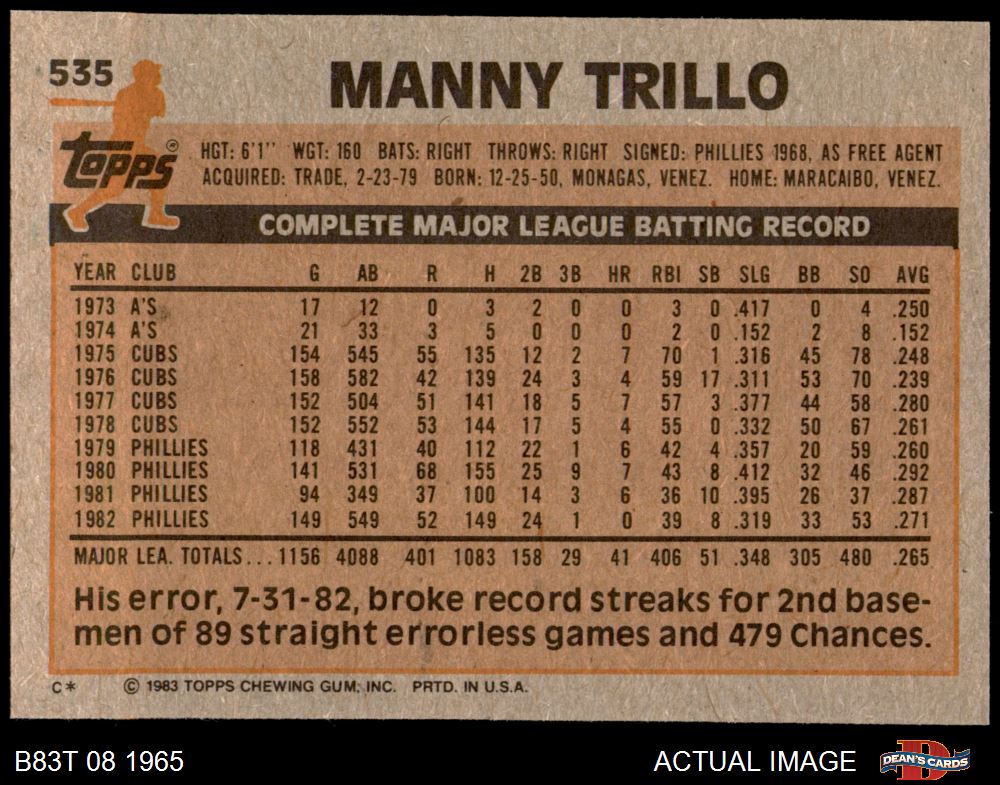 535 MANNY TRILLO
Topps®
HGT: 6'1" WGT: 160 BATS: RIGHT THROWS: RIGHT SIGNED: PHILLIES 1968, AS FREE AGENT
ACQUIRED: TRADE, 2-23-79 BORN: 12-25-50, MONAGAS, VENEZ. HOME: MARACAIBO, VENEZ.
COMPLETE MAJOR LEAGUE BATTING RECORD
YEAR CLUB G AB R H 2B 3B HR RBI SB SLG BB SO AVG
1973 A'S 17 12 0 3 2 0 0 3 0 .417 0 4 .250
1974 A'S 21 33 3 5 0 0 0 2 0 .152 2 8 .152
1975 CUBS 154 545 55 135 12 2 7 70 1 .316 45 78 .248
1976 CUBS 158 582 42 139 24 3 4 59 17 .311 53 70 .239
1977 CUBS 152 504 51 141 18 5 7 57 3 .377 44 58 .280
1978 CUBS 152 552 53 144 17 5 4 55 0 .332 50 67 .261
1979 PHILLIES 118 431 40 112 22 1 6 42 4 .357 20 59 .260
1980 PHILLIES 141 531 68 155 25 9 7 43 8 .412 32 46 .292
1981 PHILLIES 94 349 37 100 14 3 6 36 10 .395 26 37 .287
1982 PHILLIES 149 549 52 149 24 1 0 39 8 .319 33 53 .271
MAJOR LEA. TOTALS... 1156 4088 401 1083 158 29 41 406 51 .348 305 480 .265
His error, 7-31-82, broke record streaks for 2nd base-
men of 89 straight errorless games and 479 Chances.
C* © 1983 TOPPS CHEWING GUM, INC. PRTD. IN U.S.A.
B83T 08 1965 ACTUAL IMAGE D DEAN'S CARDS